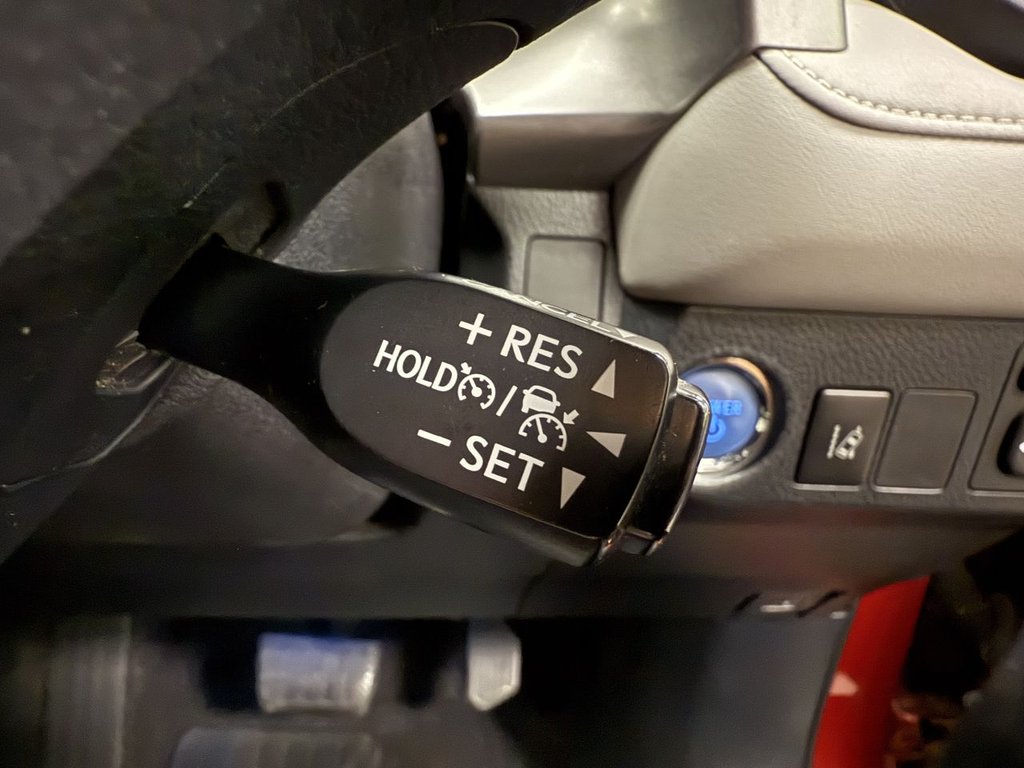 + RES
HOLD /
− SET